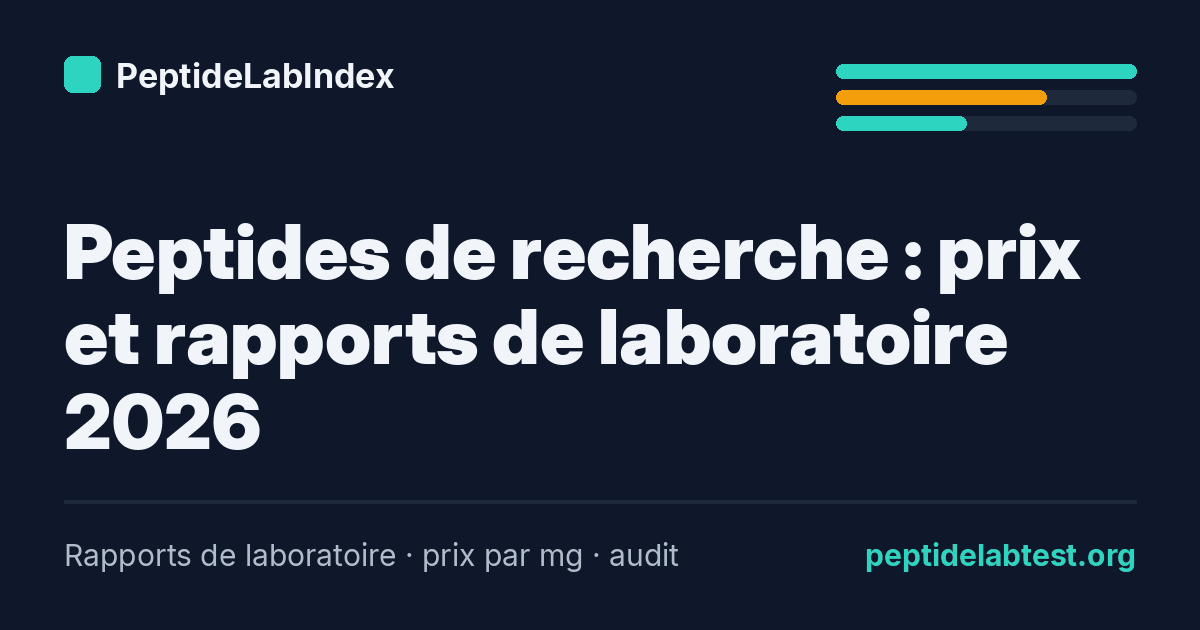 PeptideLabIndex
Peptides de recherche : prix
et rapports de laboratoire
2026
Rapports de laboratoire · prix par mg · audit
peptidelabtest.org